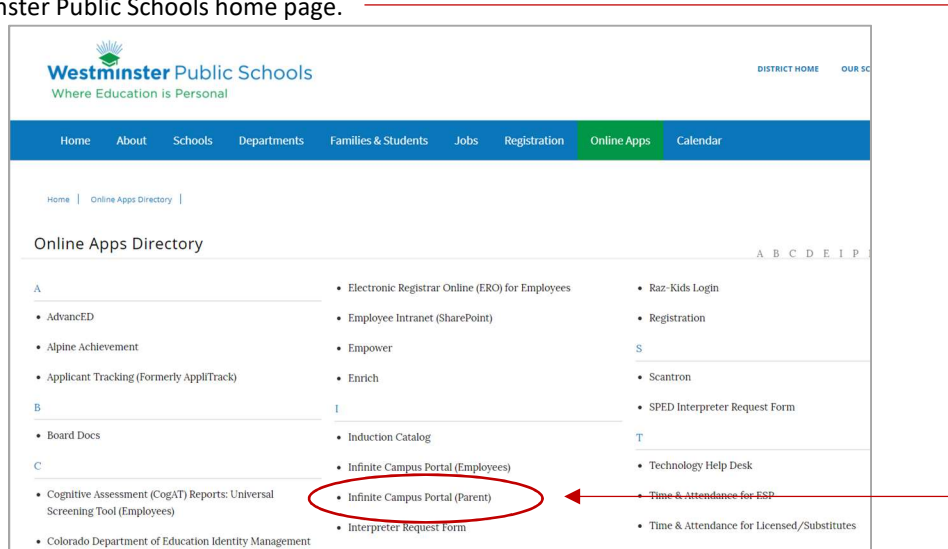 nster Public Schools home page.
Westminster Public Schools
Where Education is Personal
DISTRICT HOME OUR SC
Home About Schools Departments Families & Students Jobs Registration Online Apps Calendar
Home | Online Apps Directory |
Online Apps Directory
A B C D E I P
A
• AdvancED
• Alpine Achievement
• Applicant Tracking (Formerly AppliTrack)
B
• Board Docs
C
• Cognitive Assessment (CogAT) Reports: Universal
Screening Tool (Employees)
• Colorado Department of Education Identity Management
• Electronic Registrar Online (ERO) for Employees
• Employee Intranet (SharePoint)
• Empower
• Enrich
I
• Induction Catalog
• Infinite Campus Portal (Employees)
• Infinite Campus Portal (Parent)
• Interpreter Request Form
• Raz-Kids Login
• Registration
S
• Scantron
• SPED Interpreter Request Form
T
• Technology Help Desk
• Time & Attendance for ESP
• Time & Attendance for Licensed/Substitutes